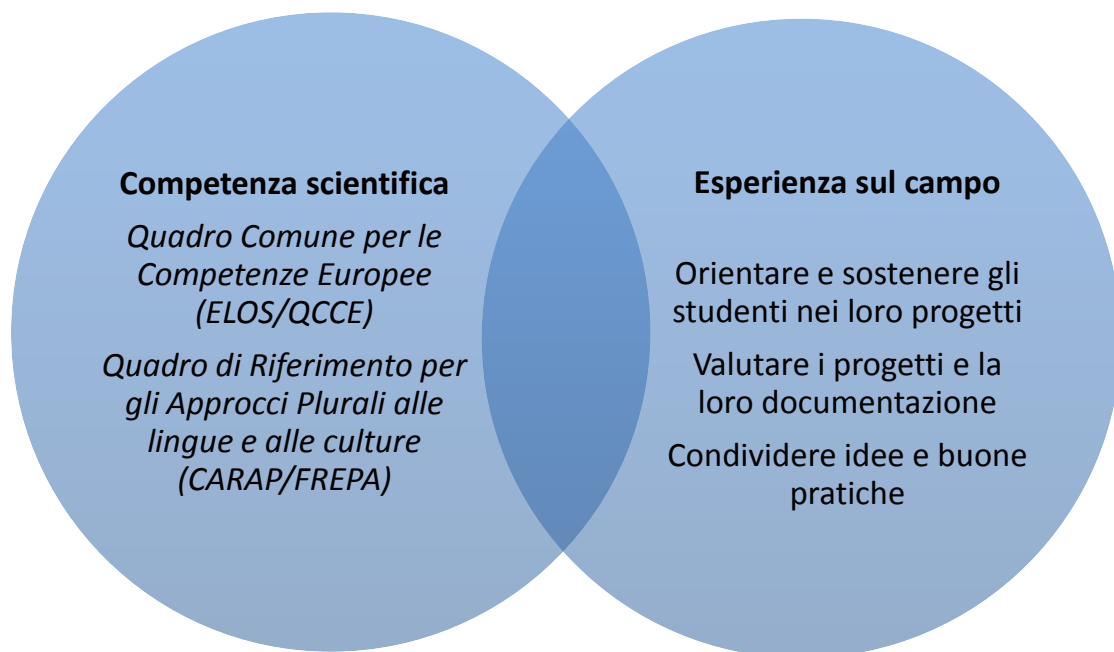 Competenza scientifica
Quadro Comune per le
Competenze Europee
(ELOS/QCCE)
Quadro di Riferimento per
gli Approcci Plurali alle
lingue e alle culture
(CARAP/FREPA)
Esperienza sul campo
Orientare e sostenere gli
studenti nei loro progetti
Valutare i progetti e la
loro documentazione
Condividere idee e buone
pratiche